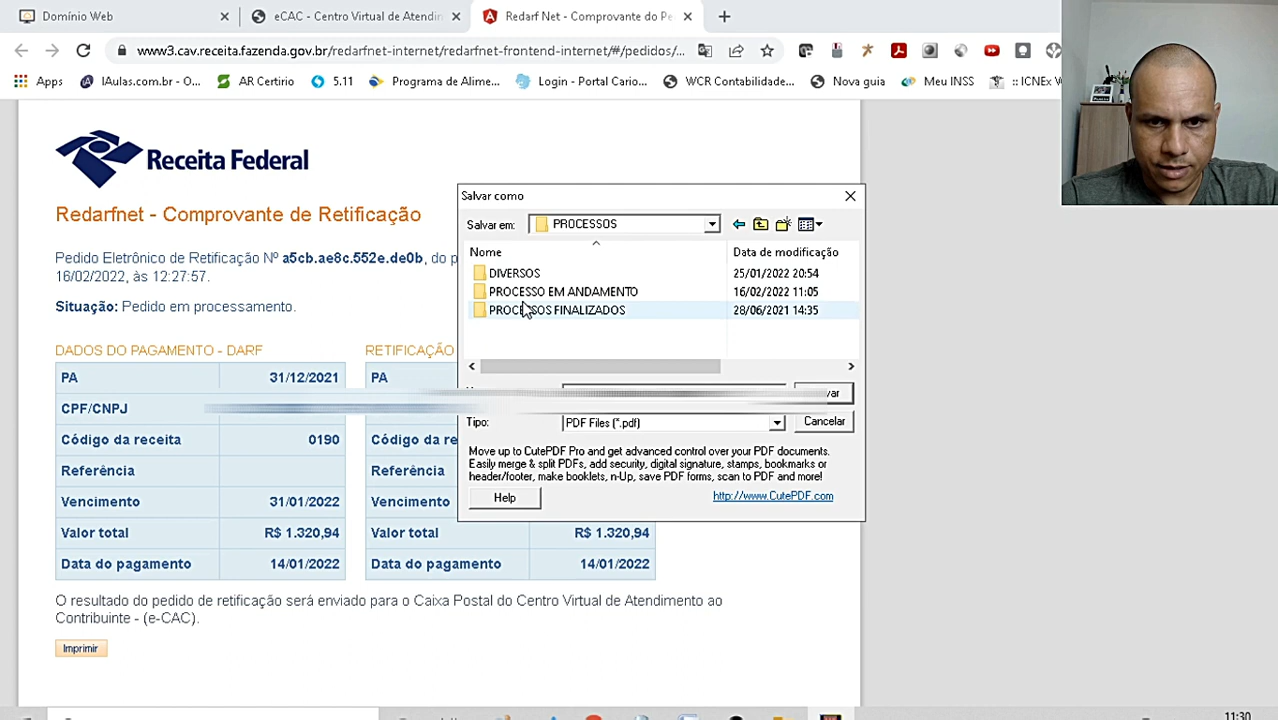 Domínio Web
eCAC - Centro Virtual de Atendin
Redarf Net - Comprovante do Pe
www3.cav.receita.fazenda.gov.br/redarfnet-internet/redarfnet-frontend-internet/#/pedidos/...
Apps
IAulas.com.br - O...
AR Certirio
5.11
Programa de Alime...
Login - Portal Cario...
WCR Contabilidade...
Nova guia
Meu INSS
:: ICNEx
Receita Federal
Redarfnet - Comprovante de Retificação
Pedido Eletrônico de Retificação Nº a5cb.ae8c.552e.de0b, do p
16/02/2022, às 12:27:57.
Situação: Pedido em processamento.
DADOS DO PAGAMENTO - DARF
PA 31/12/2021
CPF/CNPJ
Código da receita 0190
Referência
Vencimento 31/01/2022
Valor total R$ 1.320,94
Data do pagamento 14/01/2022
RETIFICAÇÃO
PA
Código da re
Referência
Vencimento
Valor total R$ 1.320,94
Data do pagamento 14/01/2022
O resultado do pedido de retificação será enviado para o Caixa Postal do Centro Virtual de Atendimento ao
Contribuinte - (e-CAC).
Imprimir
Salvar como
Salvar em: PROCESSOS
Nome Data de modificação
DIVERSOS 25/01/2022 20:54
PROCESSO EM ANDAMENTO 16/02/2022 11:05
PROCESSOS FINALIZADOS 28/06/2021 14:35
var
Tipo: PDF Files (*.pdf) Cancelar
Move up to CutePDF Pro and get advanced control over your PDF documents.
Easily merge & split PDFs, add security, digital signature, stamps, bookmarks or
header/footer, make booklets, n-Up, save PDF forms, scan to PDF and more!
Help http://www.CutePDF.com
11:30